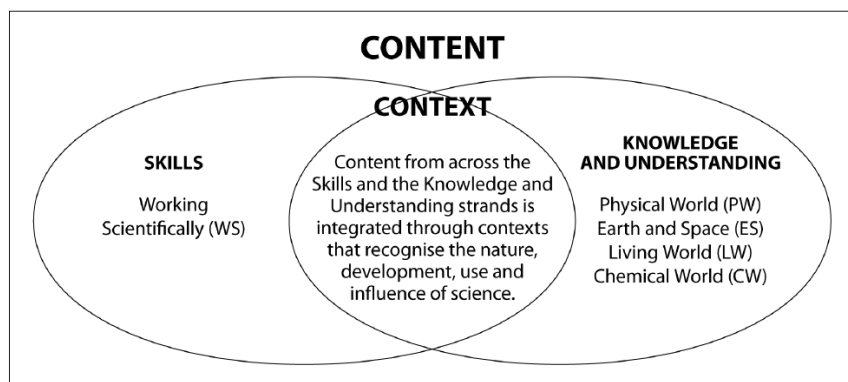 CONTENT
CONTEXT
SKILLS
Working
Scientifically (WS)
Content from across the
Skills and the Knowledge and
Understanding strands is
integrated through contexts
that recognise the nature,
development, use and
influence of science.
KNOWLEDGE
AND UNDERSTANDING
Physical World (PW)
Earth and Space (ES)
Living World (LW)
Chemical World (CW)